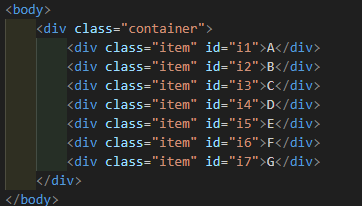 <body>
<div class="container">
<div class="item" id="i1">A</div>
<div class="item" id="i2">B</div>
<div class="item" id="i3">C</div>
<div class="item" id="i4">D</div>
<div class="item" id="i5">E</div>
<div class="item" id="i6">F</div>
<div class="item" id="i7">G</div>
</div>
</body>